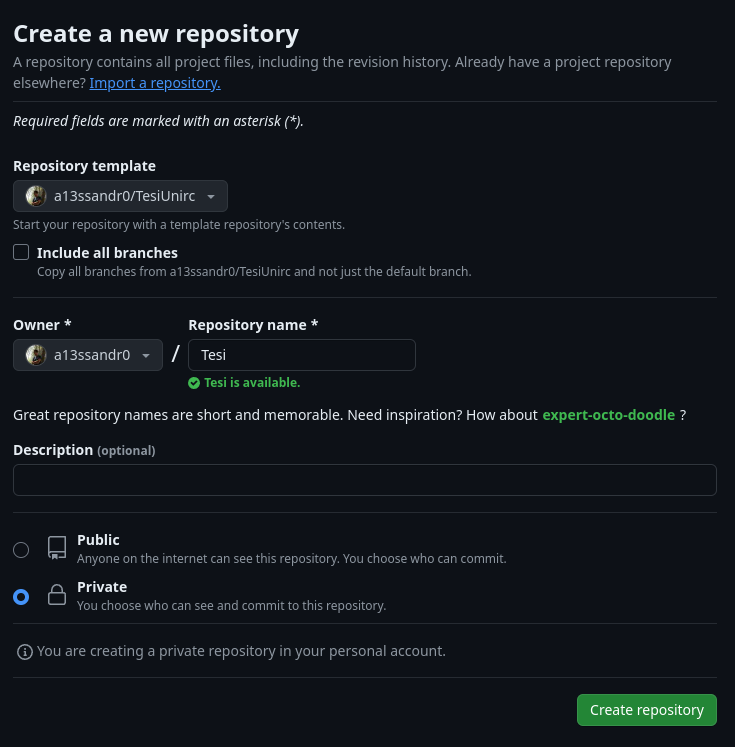 Create a new repository
A repository contains all project files, including the revision history. Already have a project repository
elsewhere? Import a repository.
Required fields are marked with an asterisk (*).
Repository template
a13ssandr0/TesiUnirc
Start your repository with a template repository's contents.
Include all branches
Copy all branches from a13ssandr0/TesiUnirc and not just the default branch.
Owner * Repository name *
a13ssandr0 / Tesi
Tesi is available.
Great repository names are short and memorable. Need inspiration? How about expert-octo-doodle ?
Description (optional)
Public
Anyone on the internet can see this repository. You choose who can commit.
Private
You choose who can see and commit to this repository.
You are creating a private repository in your personal account.
Create repository